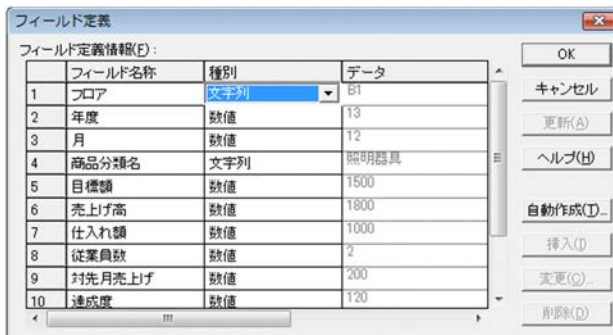 フィールド定義
フィールド定義情報(F):
OK
キャンセル
更新(A)
ヘルプ(H)
自動作成(T)...
挿入(I)
変更(C)...
削除(D)
フィールド名称 種別 データ
1 フロア 文字列 B1
2 年度 数値 13
3 月 数値 12
4 商品分類名 文字列 照明器具
5 目標額 数値 1500
6 売上げ高 数値 1800
7 仕入れ額 数値 1000
8 従業員数 数値 2
9 対先月売上げ 数値 200
10 達成度 数値 120